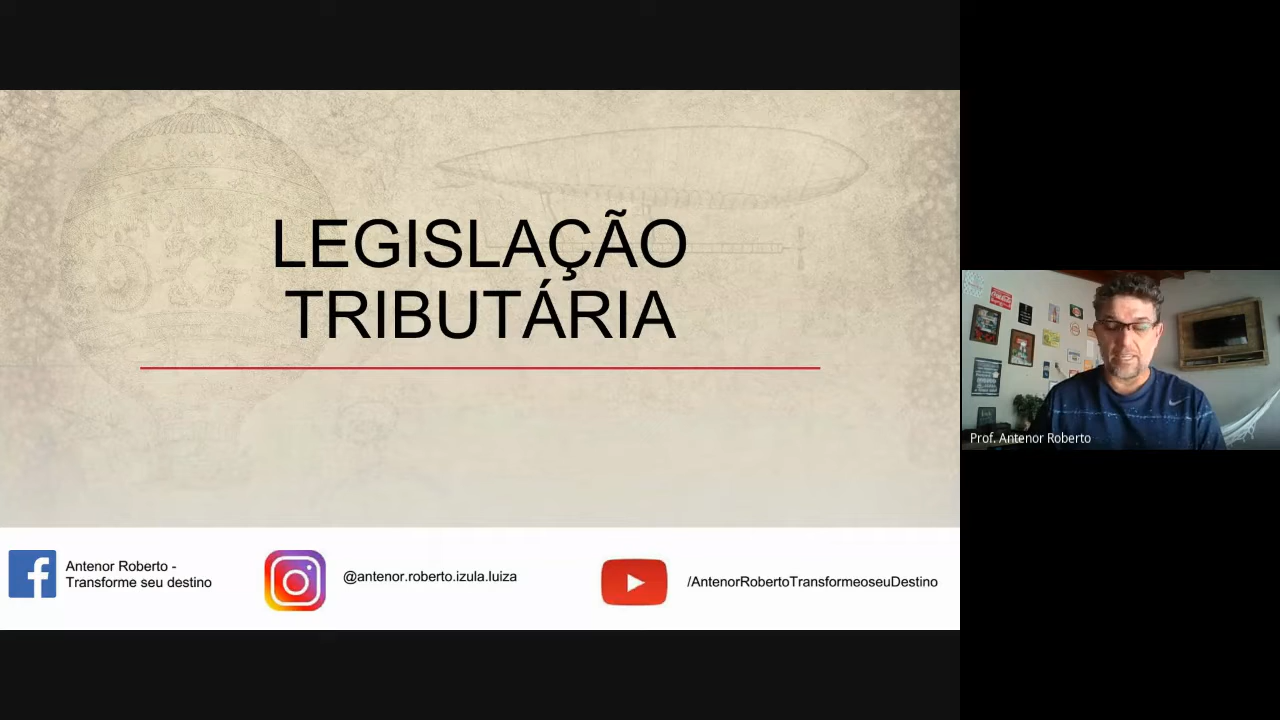 LEGISLAÇÃO
TRIBUTÁRIA
Antenor Roberto -
Transforme seu destino
@antenor.roberto.izula.luiza
/AntenorRobertoTransformeoseuDestino
Prof. Antenor Roberto